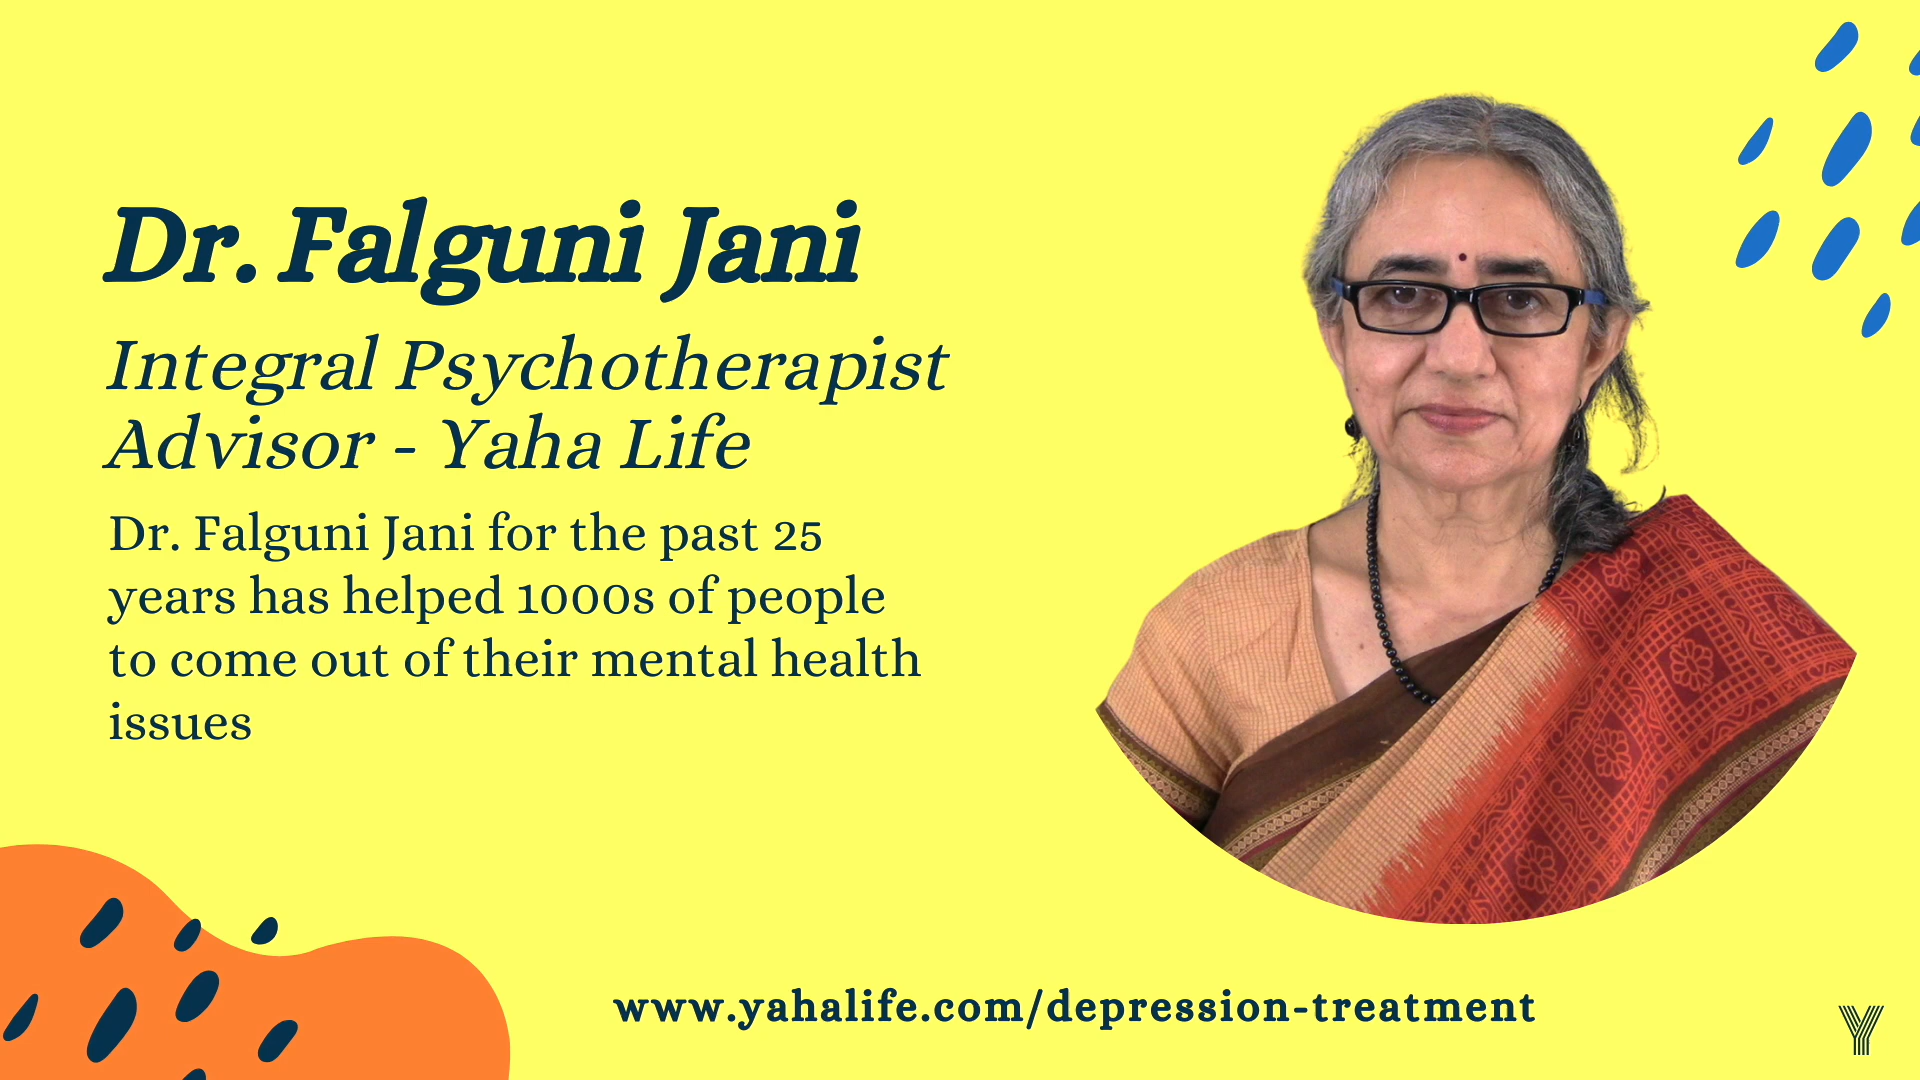 Dr. Falguni Jani
Integral Psychotherapist
Advisor - Yaha Life
Dr. Falguni Jani for the past 25
years has helped 1000s of people
to come out of their mental health
issues
www.yahalife.com/depression-treatment
Y